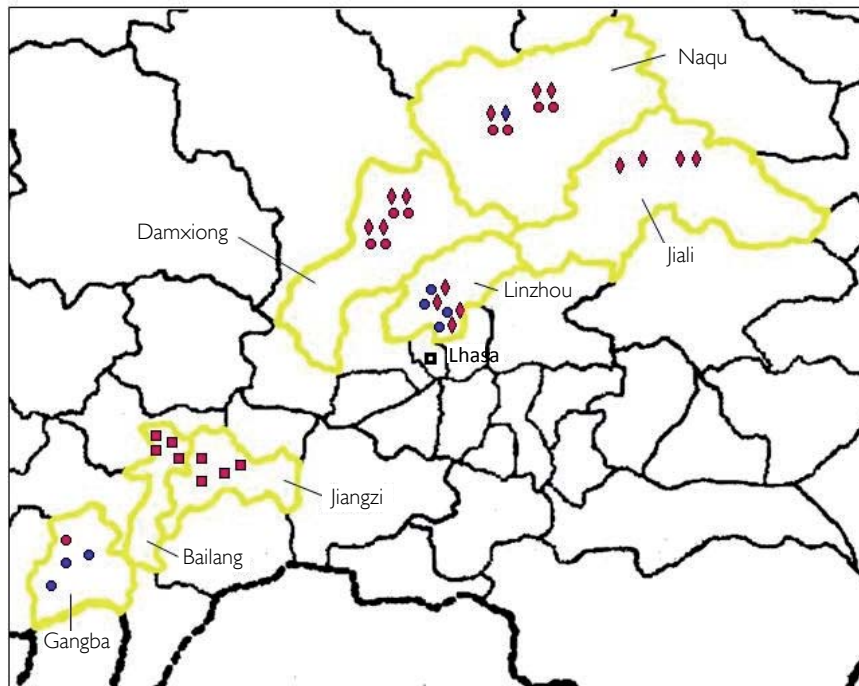 Naqu
Damxiong
Jiali
Linzhou
Lhasa
Jiangzi
Bailang
Gangba